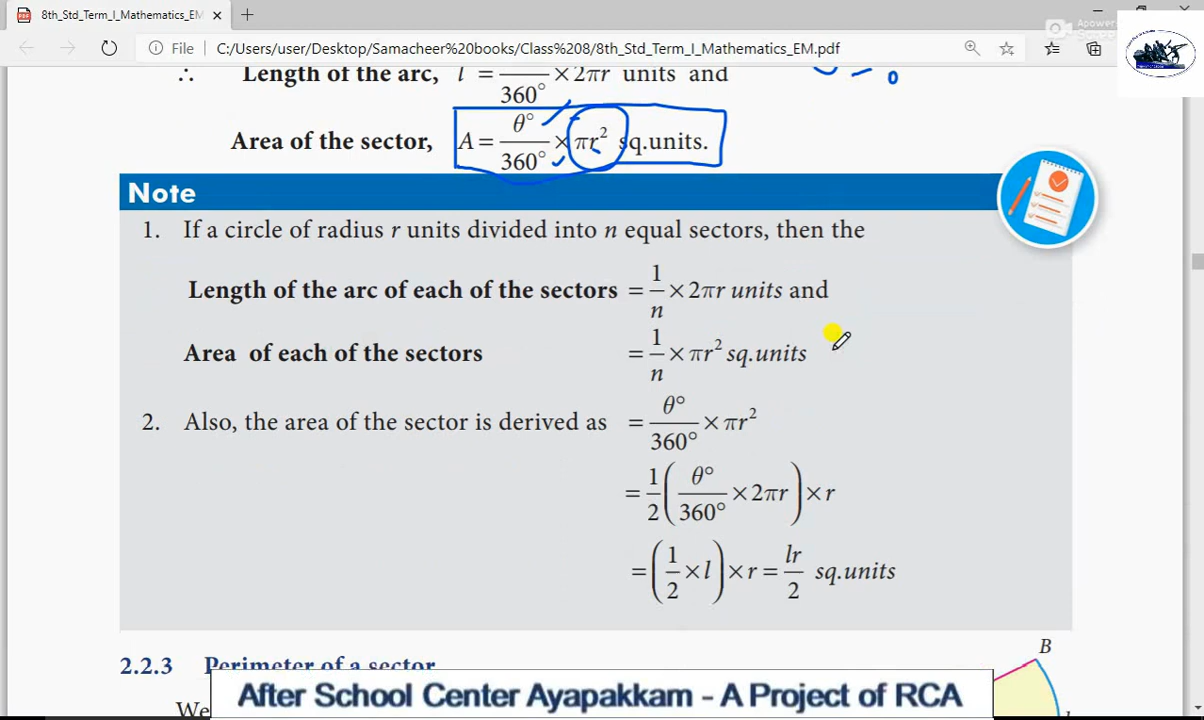 8th_Std_Term_I_Mathematics_EM
File C:/Users/user/Desktop/Samacheer%20books/Class%208/8th_Std_Term_I_Mathematics_EM.pdf
∴ Length of the arc, l = —/360° × 2πr units and
Area of the sector, A = θ°/360° × πr² sq.units.
Note
1. If a circle of radius r units divided into n equal sectors, then the
Length of the arc of each of the sectors = 1/n × 2πr units and
Area of each of the sectors = 1/n × πr² sq.units
2. Also, the area of the sector is derived as = θ°/360° × πr²
= 1/2 (θ°/360° × 2πr) × r
= (1/2 × l) × r = lr/2 sq.units
2.2.3 Perimeter of a sector
B
We
After School Center Ayapakkam - A Project of RCA